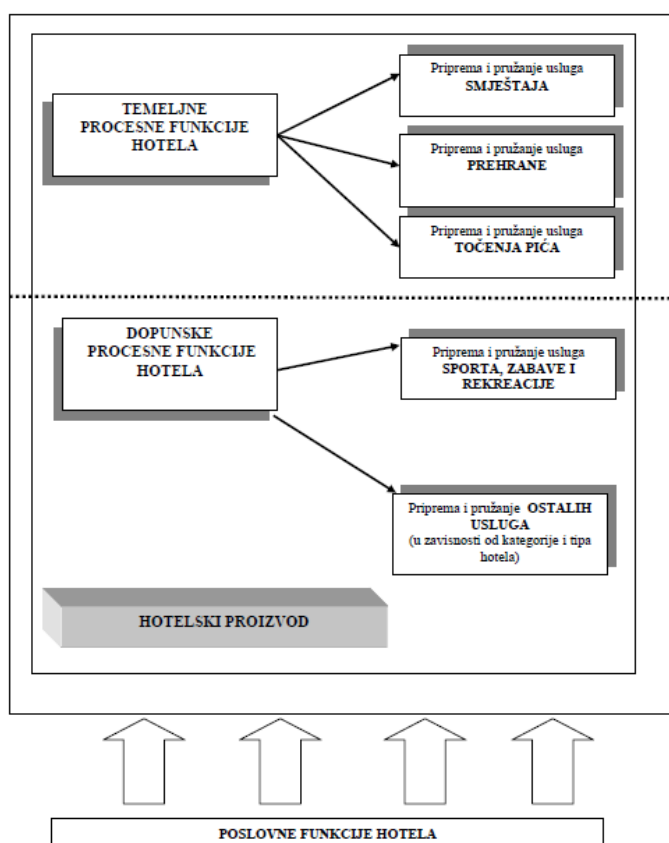 TEMELJNE
PROCESNE FUNKCIJE
HOTELA
Priprema i pružanje usluga
SMJEŠTAJA
Priprema i pružanje usluga
PREHRANE
Priprema i pružanje usluga
TOČENJA PIĆA
DOPUNSKE
PROCESNE FUNKCIJE
HOTELA
Priprema i pružanje usluga
SPORTA, ZABAVE I
REKREACIJE
Priprema i pružanje OSTALIH
USLUGA
(u zavisnosti od kategorije i tipa
hotela)
HOTELSKI PROIZVOD
POSLOVNE FUNKCIJE HOTELA